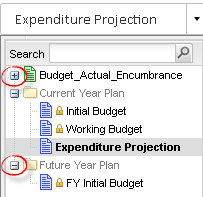 Expenditure Projection
Search
Budget_Actual_Encumbrance
Current Year Plan
Initial Budget
Working Budget
Expenditure Projection
Future Year Plan
FY Initial Budget